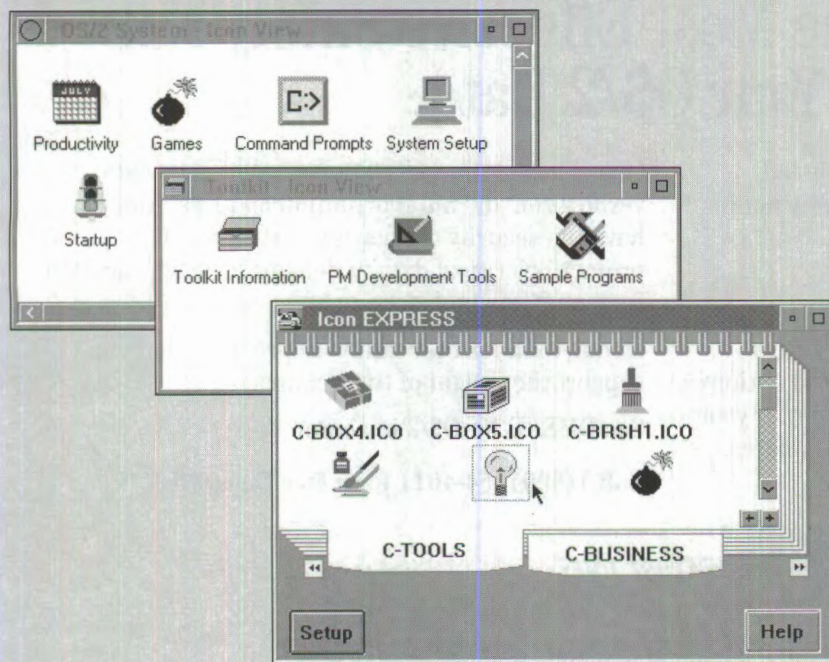 OS/2 System - Icon View
JULY
C:>
Productivity
Games
Command Prompts
System Setup
Startup
Toolkit - Icon View
Toolkit Information
PM Development Tools
Sample Programs
Icon EXPRESS
C-BOX4.ICO
C-BOX5.ICO
C-BRSH1.ICO
C-TOOLS
C-BUSINESS
Setup
Help